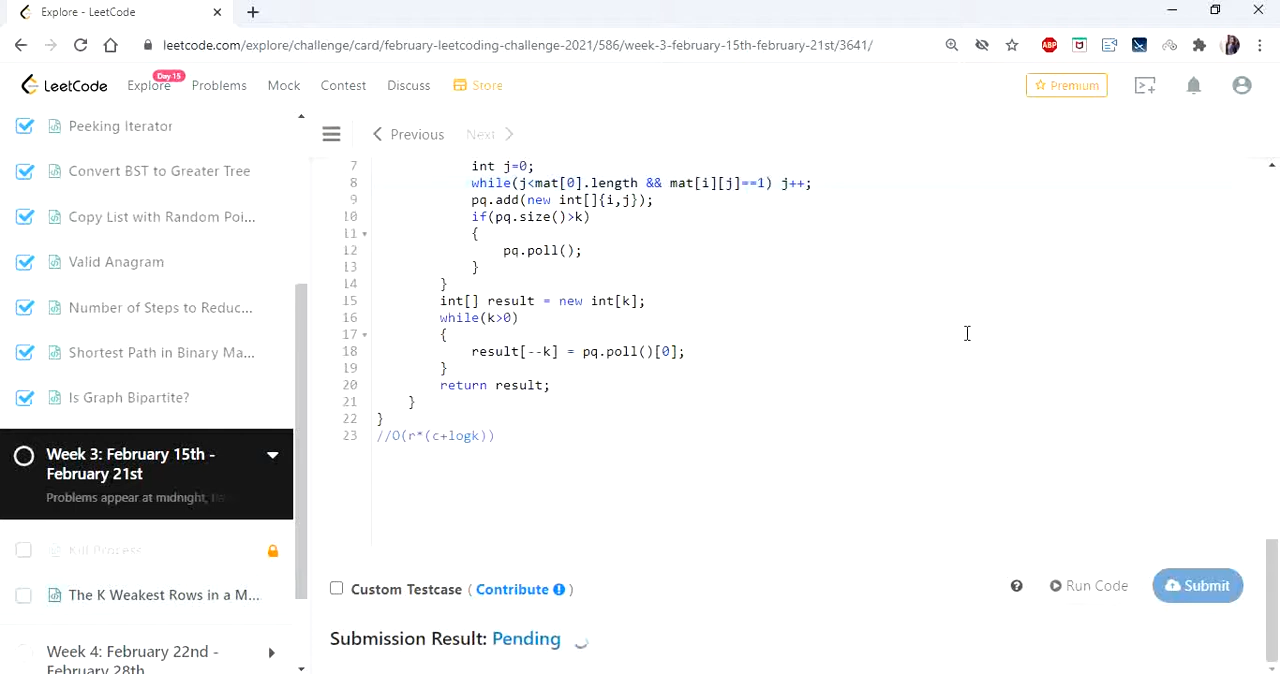 Explore - LeetCode
leetcode.com/explore/challenge/card/february-leetcoding-challenge-2021/586/week-3-february-15th-february-21st/3641/
ABP
LeetCode Explore Day 15 Problems Mock Contest Discuss Store Premium
Peeking Iterator
Convert BST to Greater Tree
Copy List with Random Poi...
Valid Anagram
Number of Steps to Reduc...
Shortest Path in Binary Ma...
Is Graph Bipartite?
Week 3: February 15th -
February 21st
Problems appear at midnight,
Kill Process
The K Weakest Rows in a M...
Week 4: February 22nd -
February 28th
Previous Next
7 int j=0;
8 while(j<mat[0].length && mat[i][j]==1) j++;
9 pq.add(new int[]{i,j});
10 if(pq.size()>k)
11 {
12 pq.poll();
13 }
14 }
15 int[] result = new int[k];
16 while(k>0)
17 {
18 result[--k] = pq.poll()[0];
19 }
20 return result;
21 }
22 }
23 //O(r*(c+logk))
Custom Testcase ( Contribute )
Run Code Submit
Submission Result: Pending